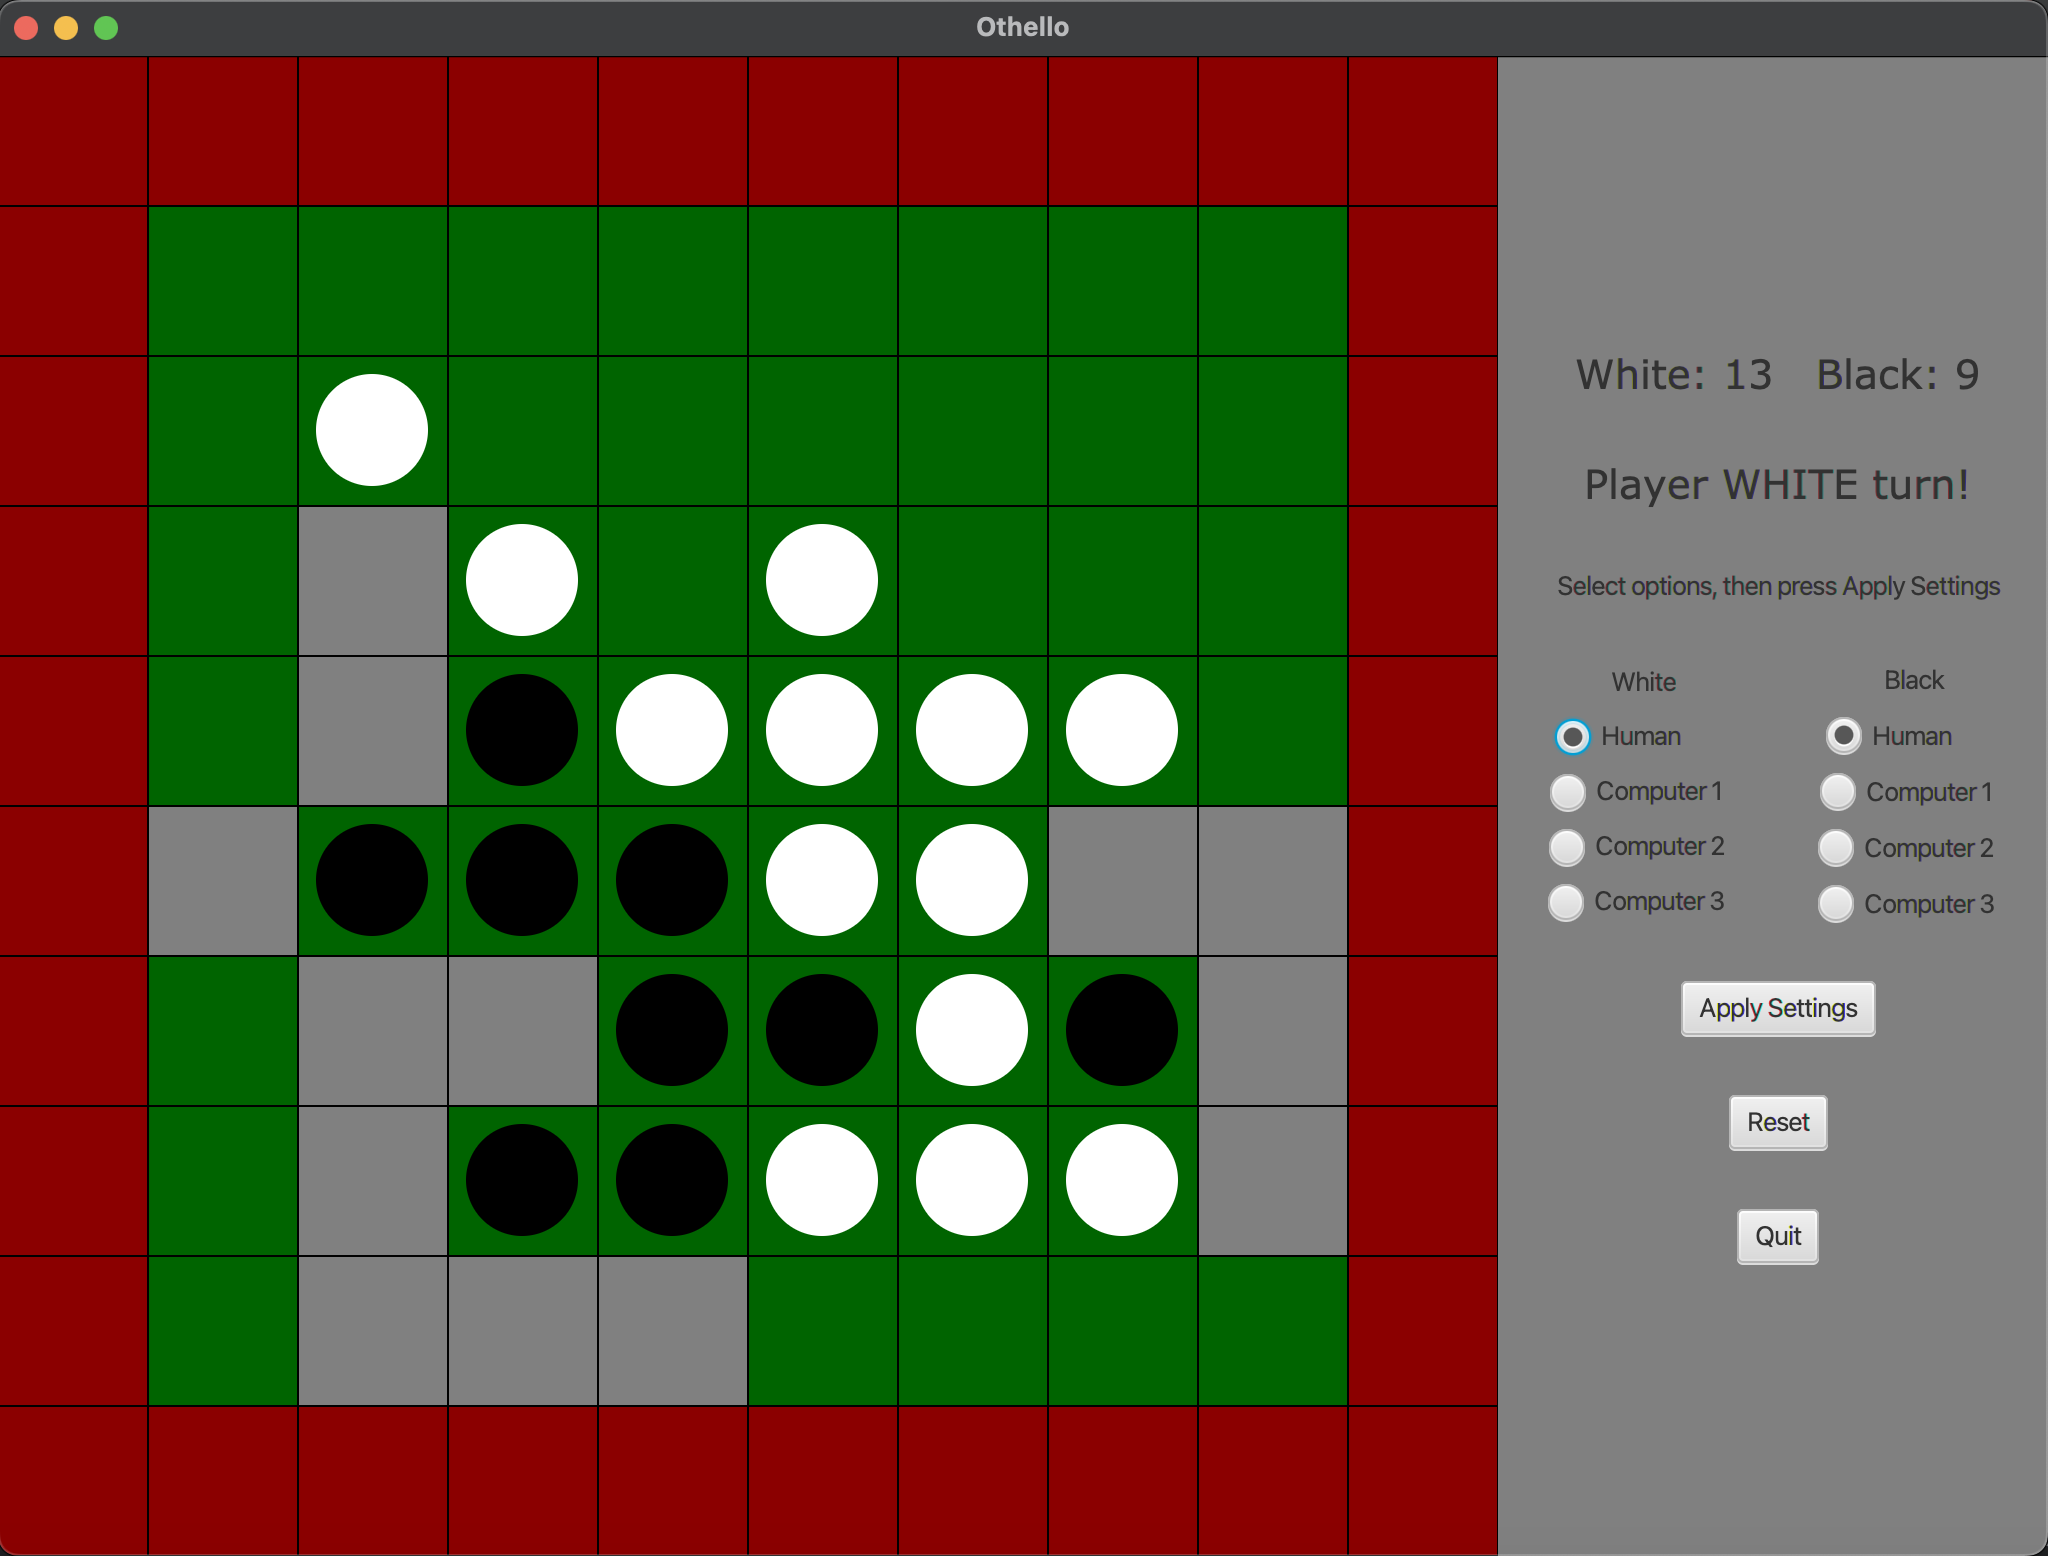 Othello
White: 13 Black: 9
Player WHITE turn!
Select options, then press Apply Settings
White Black
Human Human
Computer 1 Computer 1
Computer 2 Computer 2
Computer 3 Computer 3
Apply Settings
Reset
Quit